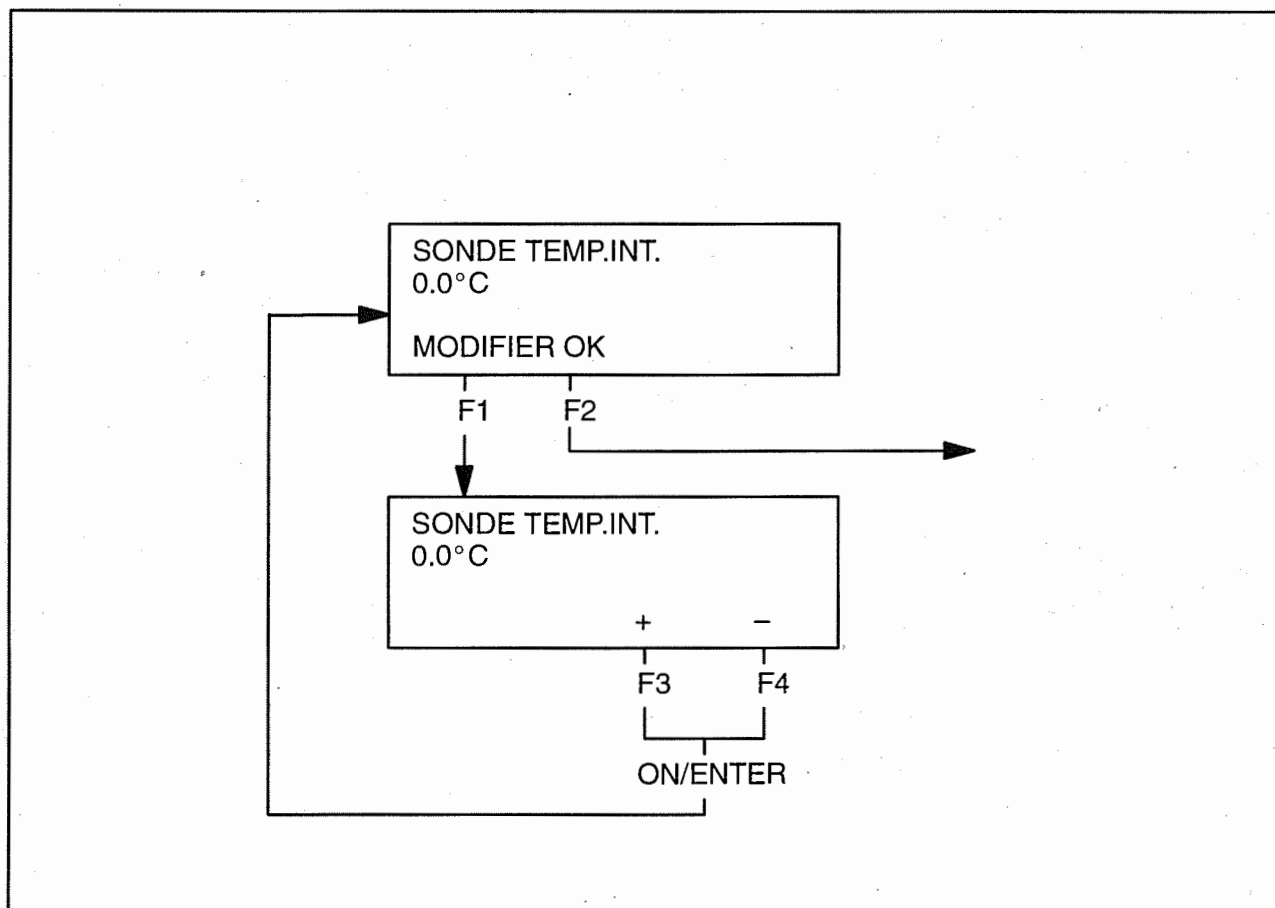 SONDE TEMP.INT.
0.0°C
MODIFIER OK
F1 F2
SONDE TEMP.INT.
0.0°C
+ −
F3 F4
ON/ENTER